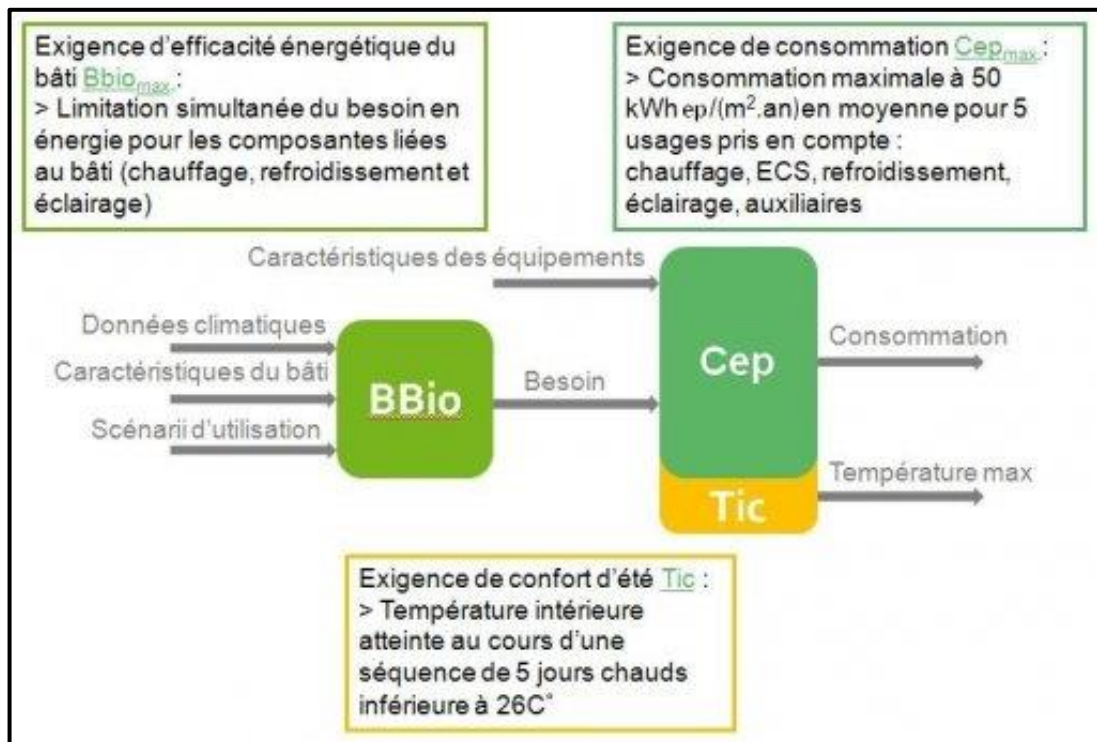 Exigence d'efficacité énergétique du
bâti Bbiomax :
> Limitation simultanée du besoin en
énergie pour les composantes liées
au bâti (chauffage, refroidissement et
éclairage)
Exigence de consommation Cepmax :
> Consommation maximale à 50
kWh ep/(m².an) en moyenne pour 5
usages pris en compte :
chauffage, ECS, refroidissement,
éclairage, auxiliaires
Caractéristiques des équipements
Données climatiques
Caractéristiques du bâti
Scénarii d'utilisation
BBio
Besoin
Cep
Consommation
Tic
Température max
Exigence de confort d'été Tic :
> Température intérieure
atteinte au cours d'une
séquence de 5 jours chauds
inférieure à 26C°